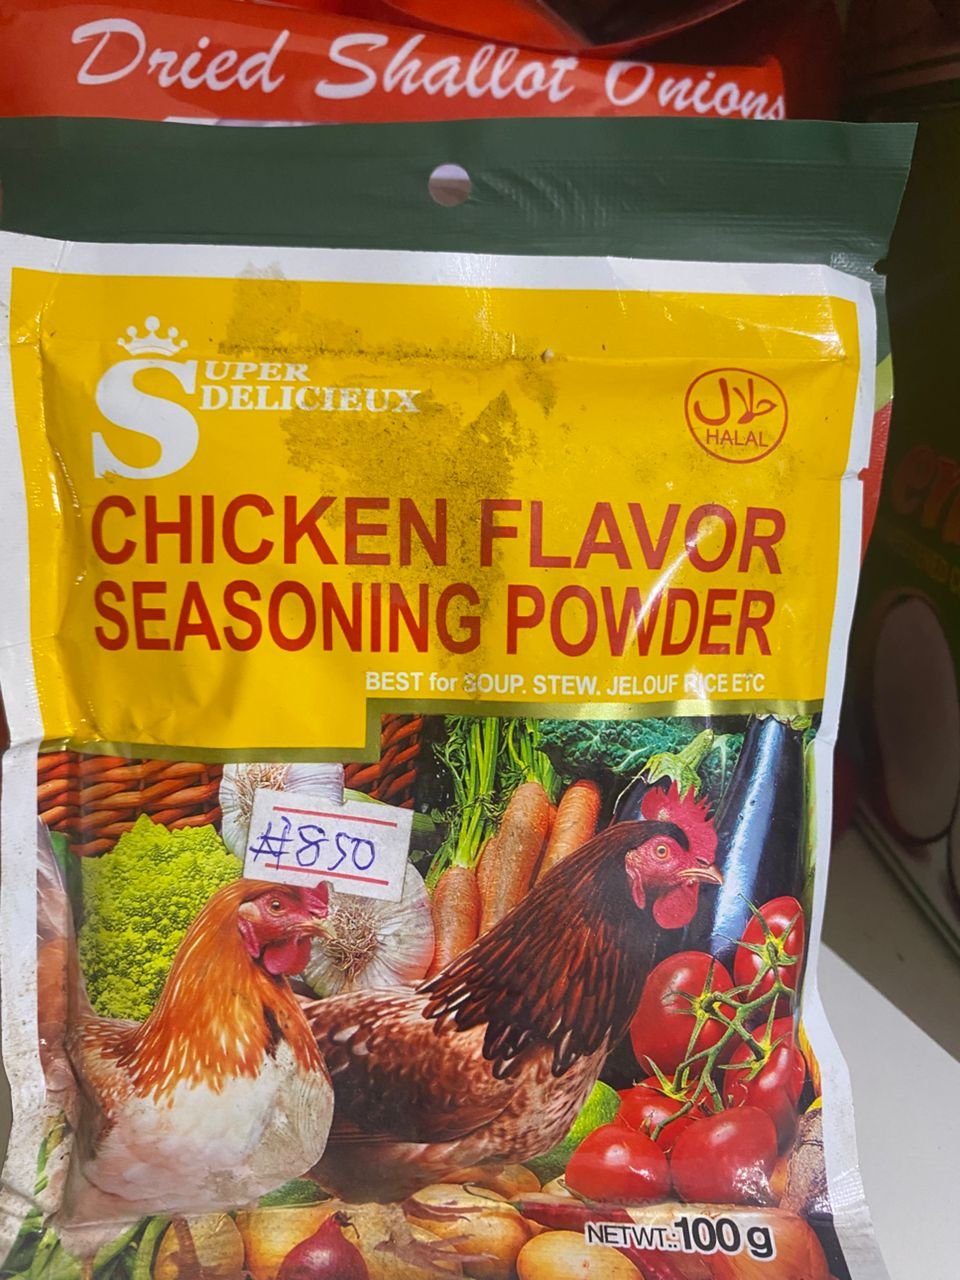 Dried Shallot Onions
SUPER
DELICIEUX
حلال
HALAL
CHICKEN FLAVOR
SEASONING POWDER
BEST for SOUP. STEW. JELOUF RICE ETC
₦850
NETWT.:100 g